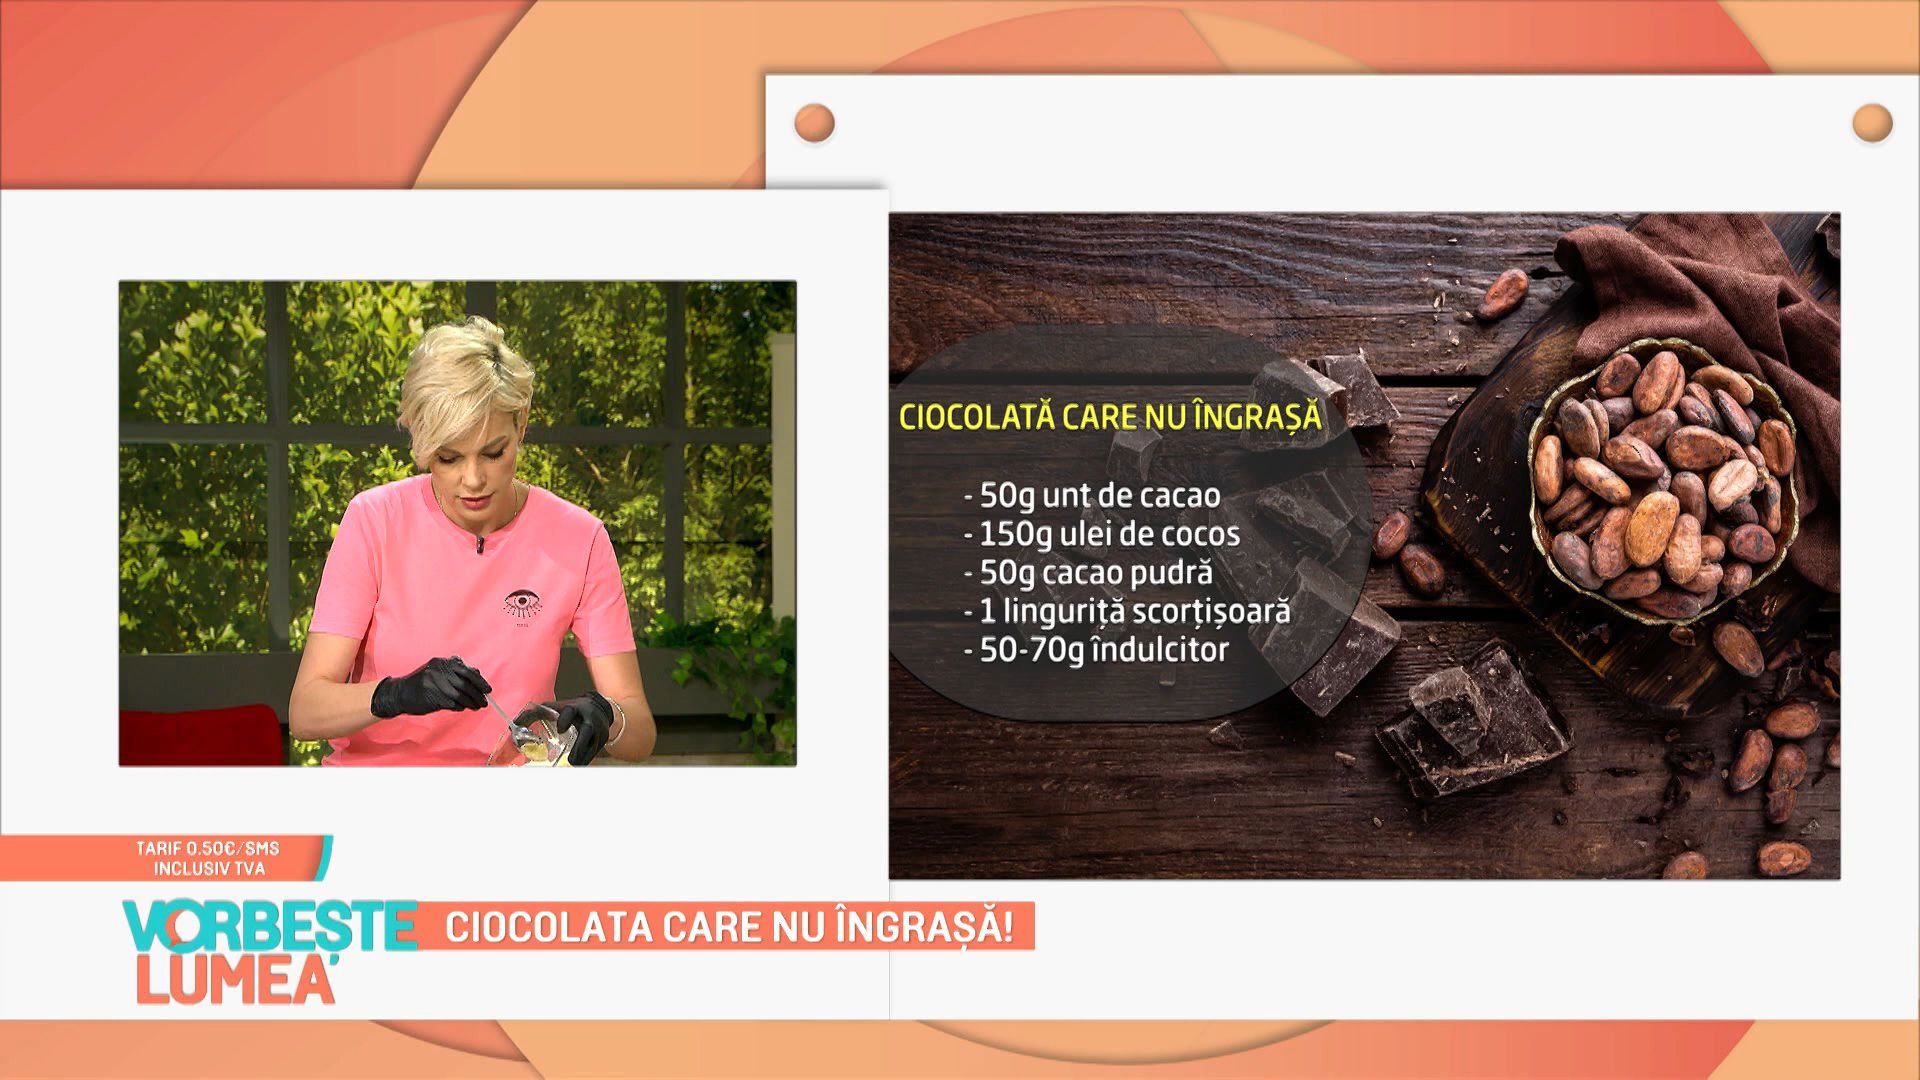 CIOCOLATĂ CARE NU ÎNGRAȘĂ
- 50g unt de cacao
- 150g ulei de cocos
- 50g cacao pudră
- 1 linguriță scorțișoară
- 50-70g îndulcitor
TARIF 0.50€/SMS
INCLUSIV TVA
VORBEȘTE
LUMEA
CIOCOLATA CARE NU ÎNGRAȘĂ!